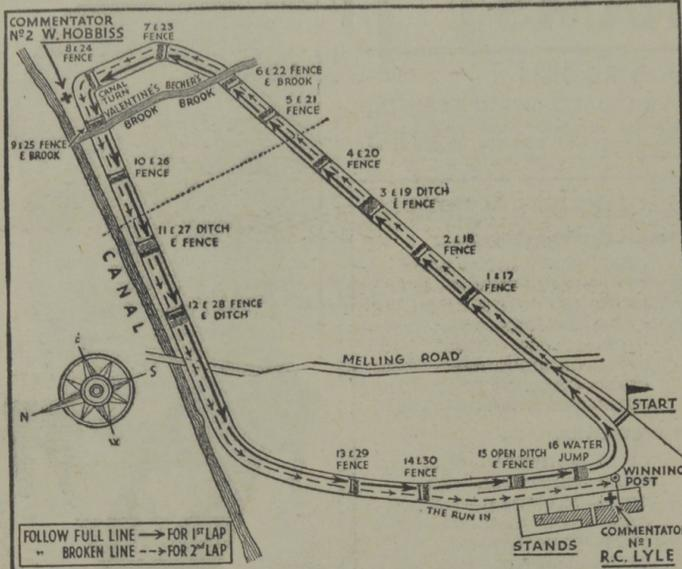 COMMENTATOR
Nº2 W. HOBBISS
7 & 23
FENCE
8 & 24
FENCE
CANAL
TURN
VALENTINE'S
BROOK
BECHER'S
BROOK
6 & 22 FENCE
& BROOK
5 & 21
FENCE
9 & 25 FENCE
& BROOK
4 & 20
FENCE
10 & 26
FENCE
3 & 19 DITCH
& FENCE
11 & 27 DITCH
& FENCE
2 & 18
FENCE
1 & 17
FENCE
CANAL
12 & 28 FENCE
& DITCH
MELLING ROAD
E
S
N
W
START
13 & 29
FENCE
14 & 30
FENCE
15 OPEN DITCH
& FENCE
16 WATER
JUMP
WINNING
POST
THE RUN IN
STANDS
COMMENTATOR
Nº1
R.C. LYLE
FOLLOW FULL LINE → FOR 1ST LAP
" BROKEN LINE --→ FOR 2nd LAP